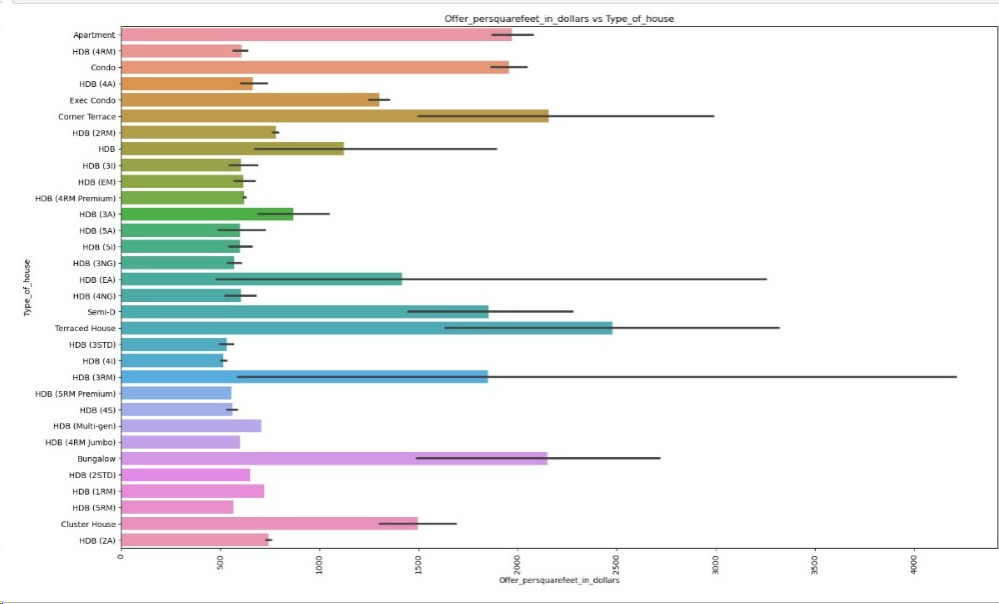 Offer_persquarefeet_in_dollars vs Type_of_house
Type_of_house
Apartment
HDB (4RM)
Condo
HDB (4A)
Exec Condo
Corner Terrace
HDB (2RM)
HDB
HDB (3I)
HDB (EM)
HDB (4RM Premium)
HDB (3A)
HDB (5A)
HDB (5I)
HDB (3NG)
HDB (EA)
HDB (4NG)
Semi-D
Terraced House
HDB (3STD)
HDB (4I)
HDB (3RM)
HDB (5RM Premium)
HDB (4S)
HDB (Multi-gen)
HDB (4RM Jumbo)
Bungalow
HDB (2STD)
HDB (1RM)
HDB (5RM)
Cluster House
HDB (2A)
0 500 1000 1500 2000 2500 3000 3500 4000
Offer_persquarefeet_in_dollars